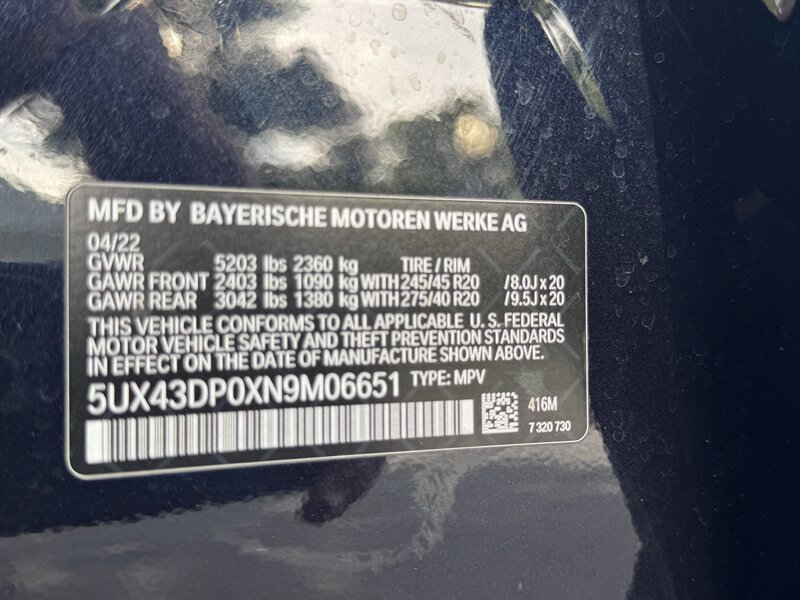 MFD BY BAYERISCHE MOTOREN WERKE AG
04/22
GVWR 5203 lbs 2360 kg TIRE / RIM
GAWR FRONT 2403 lbs 1090 kg WITH 245/45 R20 /8.0J x 20
GAWR REAR 3042 lbs 1380 kg WITH 275/40 R20 /9.5J x 20
THIS VEHICLE CONFORMS TO ALL APPLICABLE U.S. FEDERAL
MOTOR VEHICLE SAFETY AND THEFT PREVENTION STANDARDS
IN EFFECT ON THE DATE OF MANUFACTURE SHOWN ABOVE.
5UX43DP0XN9M06651 TYPE: MPV
416M
7 320 730